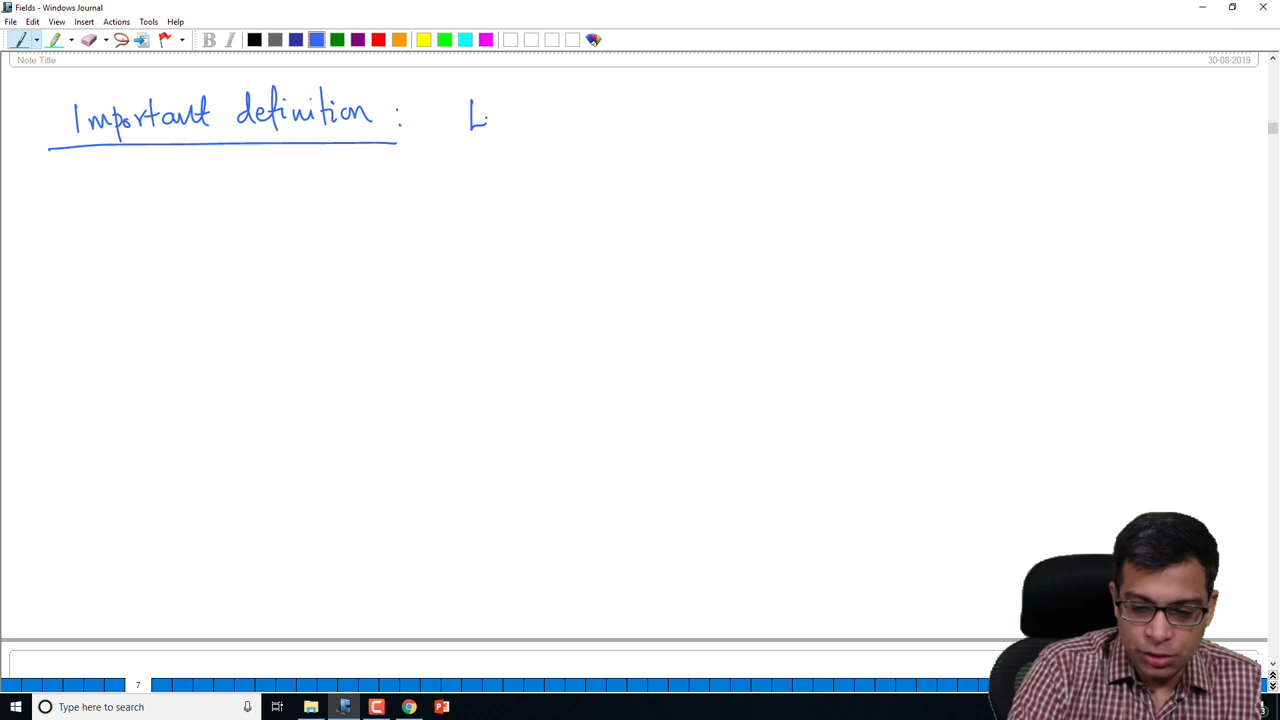 Fields - Windows Journal
File Edit View Insert Actions Tools Help
B I
Note Title 30-08-2019
Important definition : L
7
Type here to search